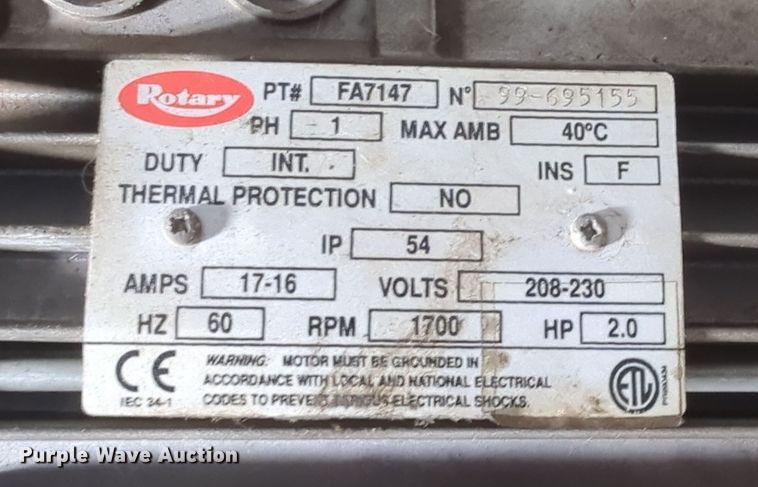 Rotary PT# FA7147 N° 99-695155
PH 1 MAX AMB 40°C
DUTY INT. INS F
THERMAL PROTECTION NO
IP 54
AMPS 17-16 VOLTS 208-230
HZ 60 RPM 1700 HP 2.0
CE IEC 34-1
WARNING: MOTOR MUST BE GROUNDED IN
ACCORDANCE WITH LOCAL AND NATIONAL ELECTRICAL
CODES TO PREVENT SERIOUS ELECTRICAL SHOCKS.
ETL
Purple Wave Auction